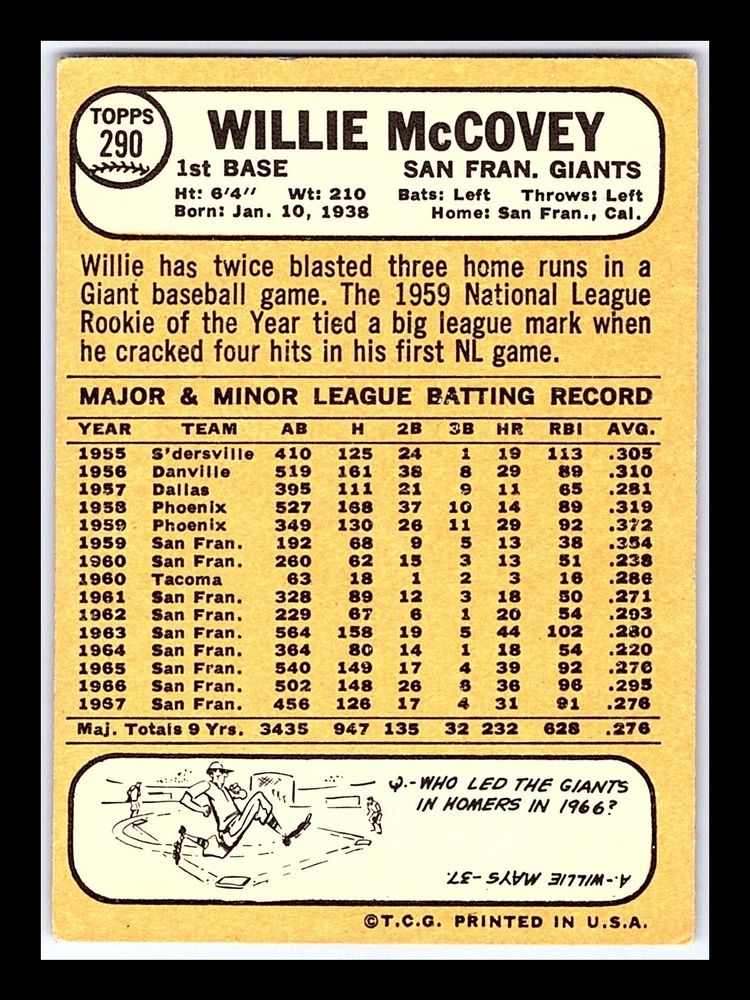 TOPPS
290
WILLIE McCOVEY
1st BASE SAN FRAN. GIANTS
Ht: 6'4" Wt: 210 Bats: Left Throws: Left
Born: Jan. 10, 1938 Home: San Fran., Cal.
Willie has twice blasted three home runs in a
Giant baseball game. The 1959 National League
Rookie of the Year tied a big league mark when
he cracked four hits in his first NL game.
MAJOR & MINOR LEAGUE BATTING RECORD
YEAR TEAM AB H 2B 3B HR RBI AVG.
1955 S'dersville 410 125 24 1 19 113 .305
1956 Danville 519 161 38 8 29 89 .310
1957 Dallas 395 111 21 9 11 65 .281
1958 Phoenix 527 168 37 10 14 89 .319
1959 Phoenix 349 130 26 11 29 92 .372
1959 San Fran. 192 68 9 5 13 38 .354
1960 San Fran. 260 62 15 3 13 51 .238
1960 Tacoma 63 18 1 2 3 16 .286
1961 San Fran. 328 89 12 3 18 50 .271
1962 San Fran. 229 67 6 1 20 54 .293
1963 San Fran. 564 158 19 5 44 102 .280
1964 San Fran. 364 80 14 1 18 54 .220
1965 San Fran. 540 149 17 4 39 92 .276
1966 San Fran. 502 148 26 8 36 96 .295
1967 San Fran. 456 126 17 4 31 91 .276
Maj. Totals 9 Yrs. 3435 947 135 32 232 628 .276
Q.-WHO LED THE GIANTS
IN HOMERS IN 1966?
A-WILLIE MAYS-37.
©T.C.G. PRINTED IN U.S.A.